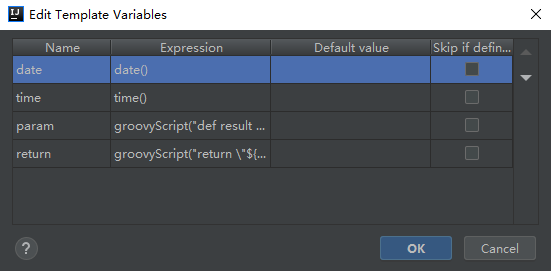 IJ Edit Template Variables
Name Expression Default value Skip if defin...
date date()
time time()
param groovyScript("def result ...
return groovyScript("return \"${...
? OK Cancel